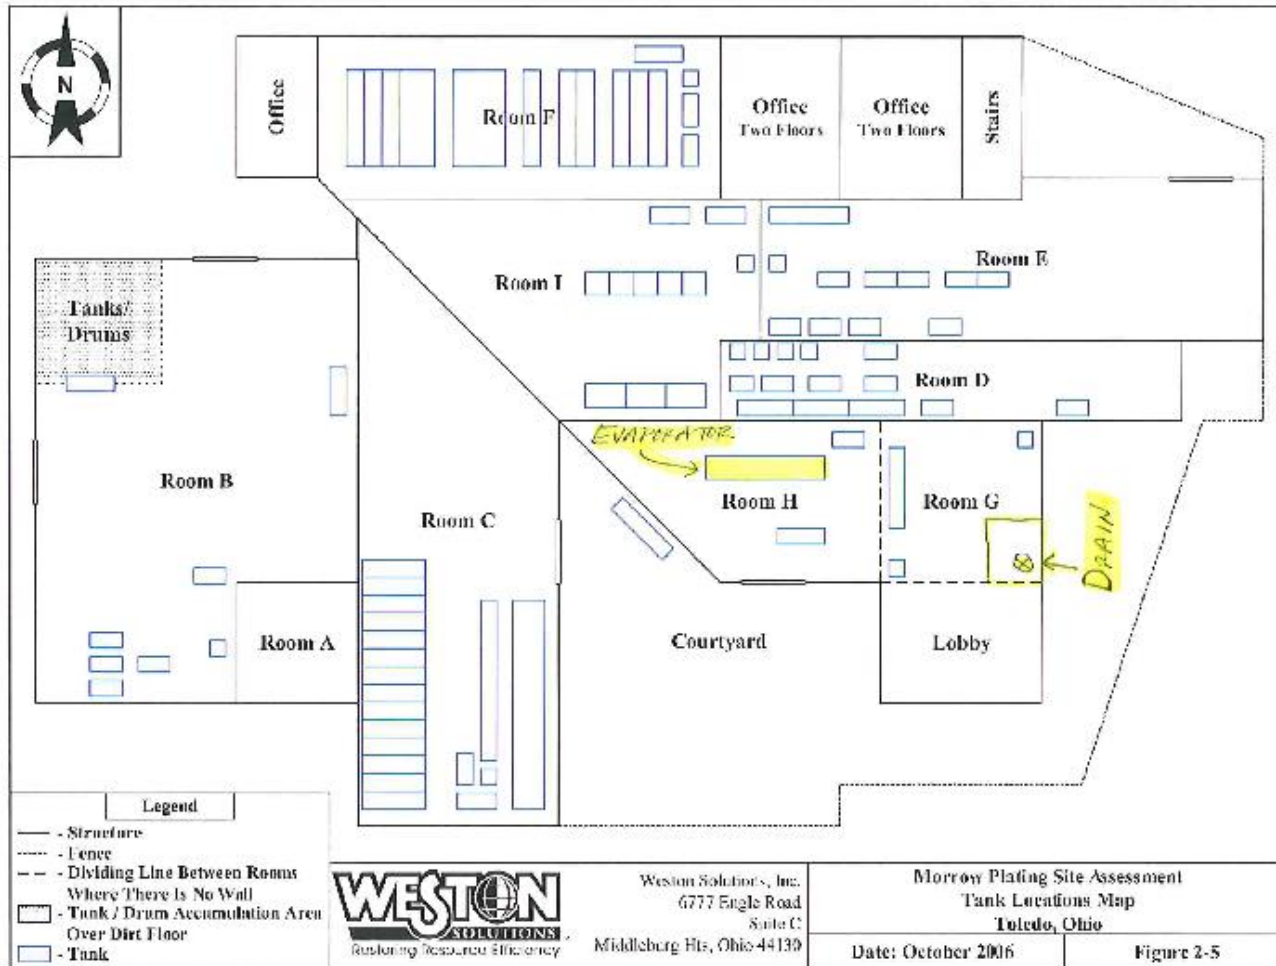 N
Office
Room F
Office
Two Floors
Office
Two Floors
Stairs
Room I
Room E
Tanks/
Drums
Room D
EVAPORATOR
Room B
Room C
Room H
Room G
DRAIN
Room A
Courtyard
Lobby
Legend
- Structure
- Fence
- Dividing Line Between Rooms
Where There Is No Wall
- Tank / Drum Accumulation Area
Over Dirt Floor
- Tank
WESTON
SOLUTIONS
Restoring Resource Efficiency
Weston Solutions, Inc.
6777 Engle Road
Suite C
Middleburg Hts, Ohio 44130
Morrow Plating Site Assessment
Tank Locations Map
Toledo, Ohio
Date: October 2006
Figure 2-5